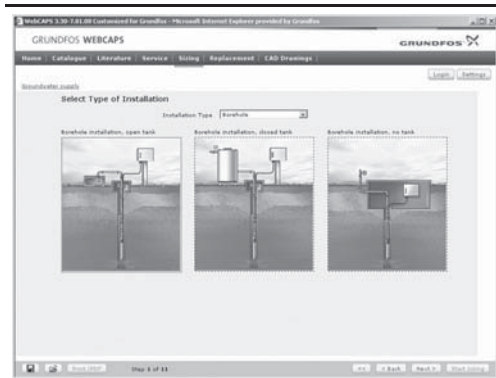 WebCAPS 3.30-7.01.08 Customized for Grundfos - Microsoft Internet Explorer provided by Grundfos
GRUNDFOS WEBCAPS
GRUNDFOS
Home | Catalogue | Literature | Service | Sizing | Replacement | CAD Drawings |
Login Settings
Groundwater supply
Select Type of Installation
Installation Type Borehole
Borehole installation, open tank
Borehole installation, closed tank
Borehole installation, no tank
Step 1 of 11
<< < Back Next > Start Sizing